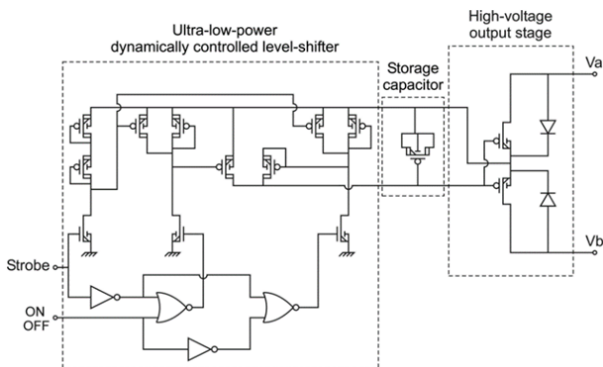 Ultra-low-power
dynamically controlled level-shifter
Storage
capacitor
High-voltage
output stage
Va
Vb
Strobe
ON
OFF